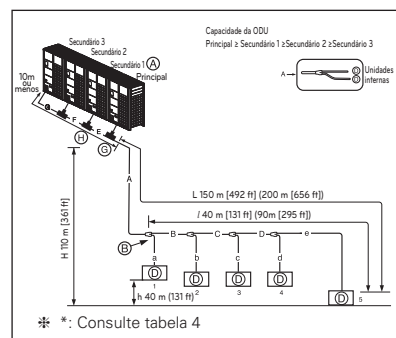 Capacidade da ODU
Principal ≥ Secundário 1 ≥Secundário 2 ≥Secundário 3
Secundário 3
Secundário 2
Secundário 1 A
Principal
10m
ou
menos
A
Unidades
internas
F
E
H
G
A
L 150 m [492 ft] (200 m [656 ft])
l 40 m [131 ft] (90m [295 ft])
H 110 m [361 ft]
B
B C D e
a b c d
D D D D D
1 2 3 4 5
h 40 m (131 ft)
*: Consulte tabela 4